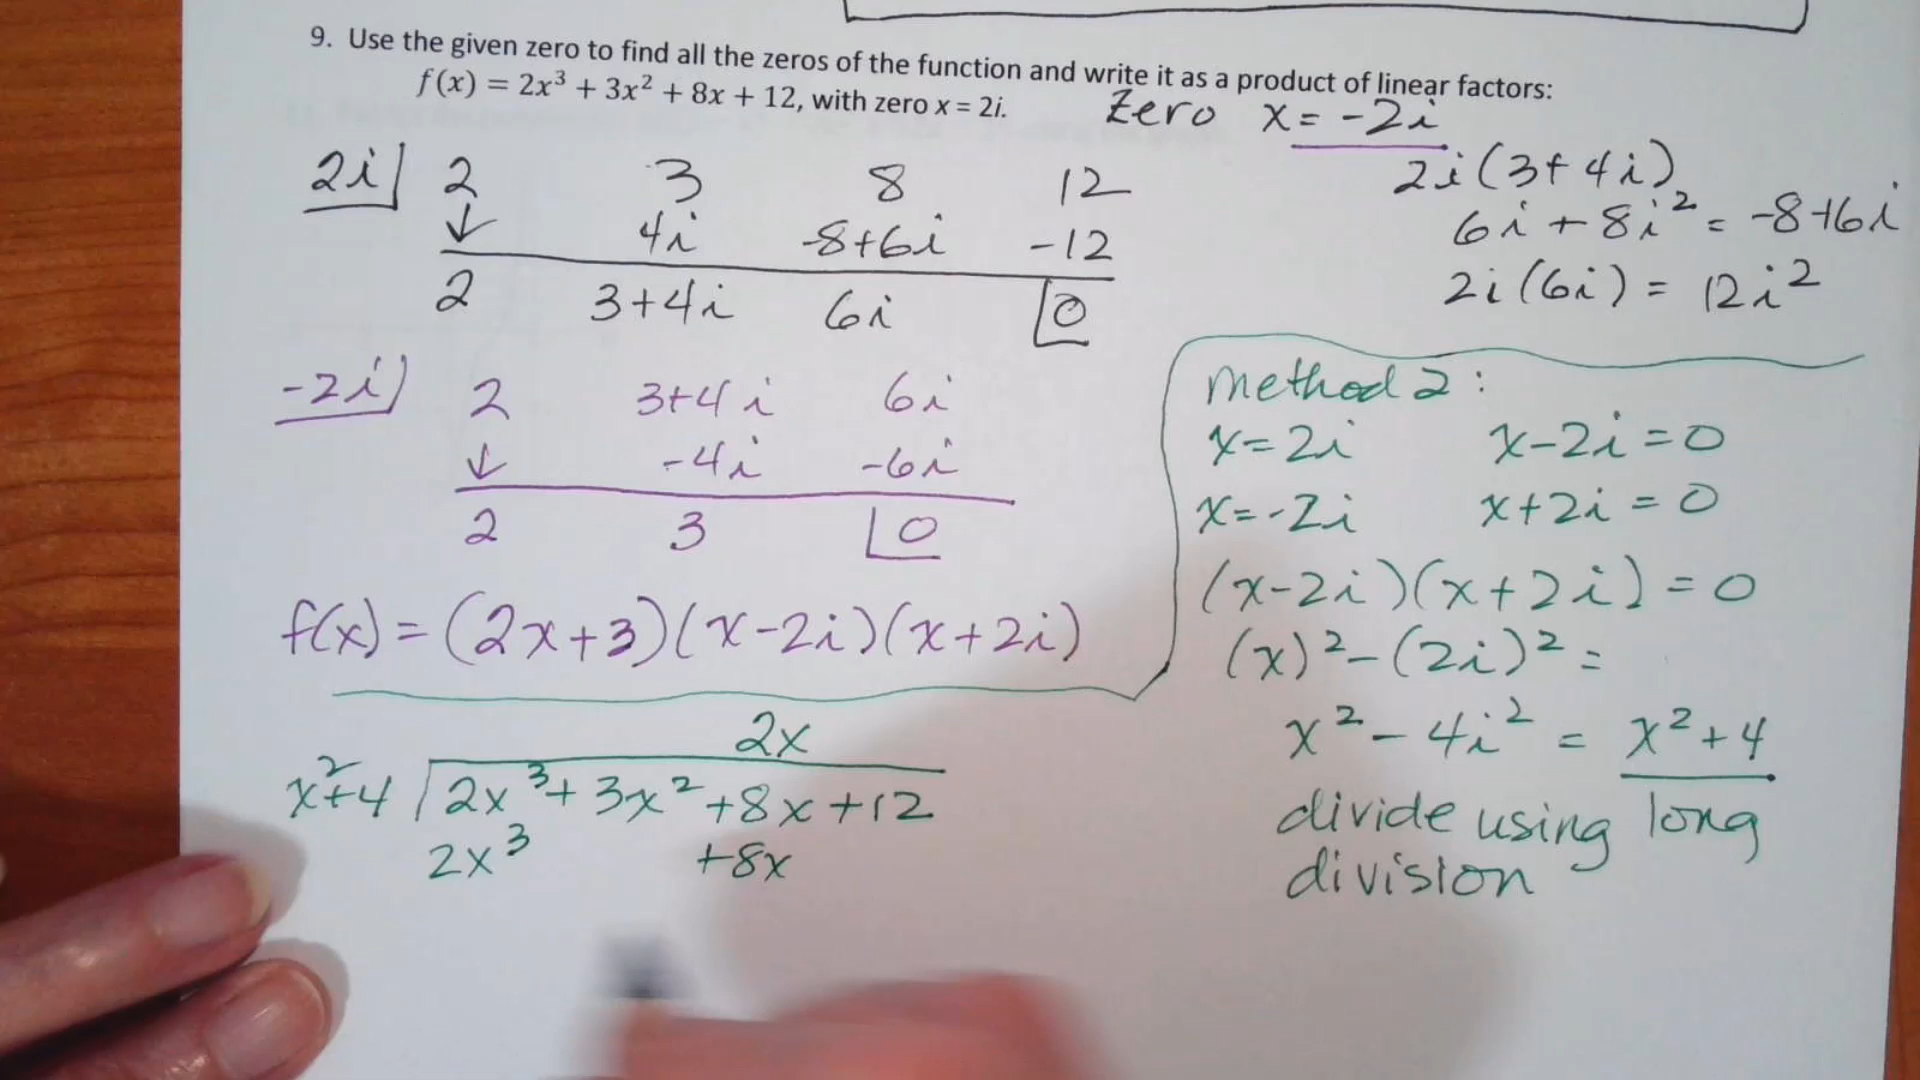 9. Use the given zero to find all the zeros of the function and write it as a product of linear factors:
f(x) = 2x³ + 3x² + 8x + 12, with zero x = 2i.
Zero x = -2i
2i| 2 3 8 12
↓ 4i -8+6i -12
2 3+4i 6i |0
2i(3+4i)
6i+8i² = -8+6i
2i(6i) = 12i²
-2i) 2 3+4i 6i
↓ -4i -6i
2 3 |0
f(x) = (2x+3)(x-2i)(x+2i)
method 2:
x=2i x-2i=0
x=-2i x+2i=0
(x-2i)(x+2i)=0
(x)²-(2i)²=
x²-4i² = x²+4
divide using long
division
2x
x²+4 |2x³+3x²+8x+12
2x³ +8x